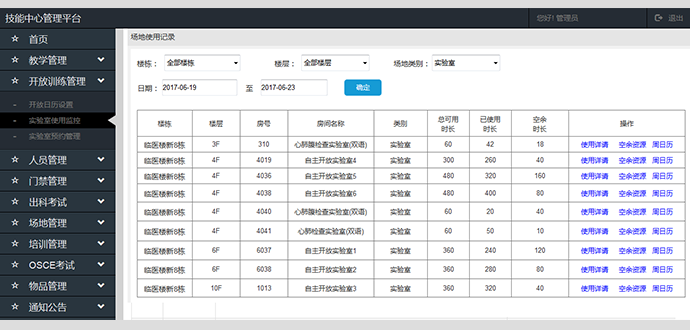 技能中心管理平台
您好! 管理员 退出
首页
教学管理
开放训练管理
- 开放日历设置
- 实验室使用监控
- 实验室预约管理
人员管理
门禁管理
出科考试
场地管理
培训管理
OSCE考试
物品管理
通知公告
场地使用记录
楼栋： 全部楼栋 楼层： 全部楼层 场地类别： 实验室
日期： 2017-06-19 至 2017-06-23 确定
楼栋 楼层 房号 房间名称 类别 总可用时长 已使用时长 空余时长 操作
临医楼新8栋 3F 310 心肺腹检查实验室(双语) 实验室 60 42 18 使用详请 空余资源 周日历
临医楼新8栋 4F 4019 自主开放实验室4 实验室 300 260 40 使用详请 空余资源 周日历
临医楼新8栋 4F 4036 自主开放实验室5 实验室 480 320 160 使用详请 空余资源 周日历
临医楼新8栋 4F 4038 自主开放实验室6 实验室 480 400 80 使用详请 空余资源 周日历
临医楼新8栋 4F 4040 心肺腹检查实验室(双语) 实验室 60 20 40 使用详请 空余资源 周日历
临医楼新8栋 4F 4041 心肺检查实验室(双语) 实验室 60 50 10 使用详请 空余资源 周日历
临医楼新8栋 6F 6037 自主开放实验室1 实验室 360 240 120 使用详请 空余资源 周日历
临医楼新8栋 6F 6038 自主开放实验室2 实验室 360 280 80 使用详请 空余资源 周日历
临医楼新8栋 10F 1013 自主开放实验室3 实验室 360 320 40 使用详请 空余资源 周日历